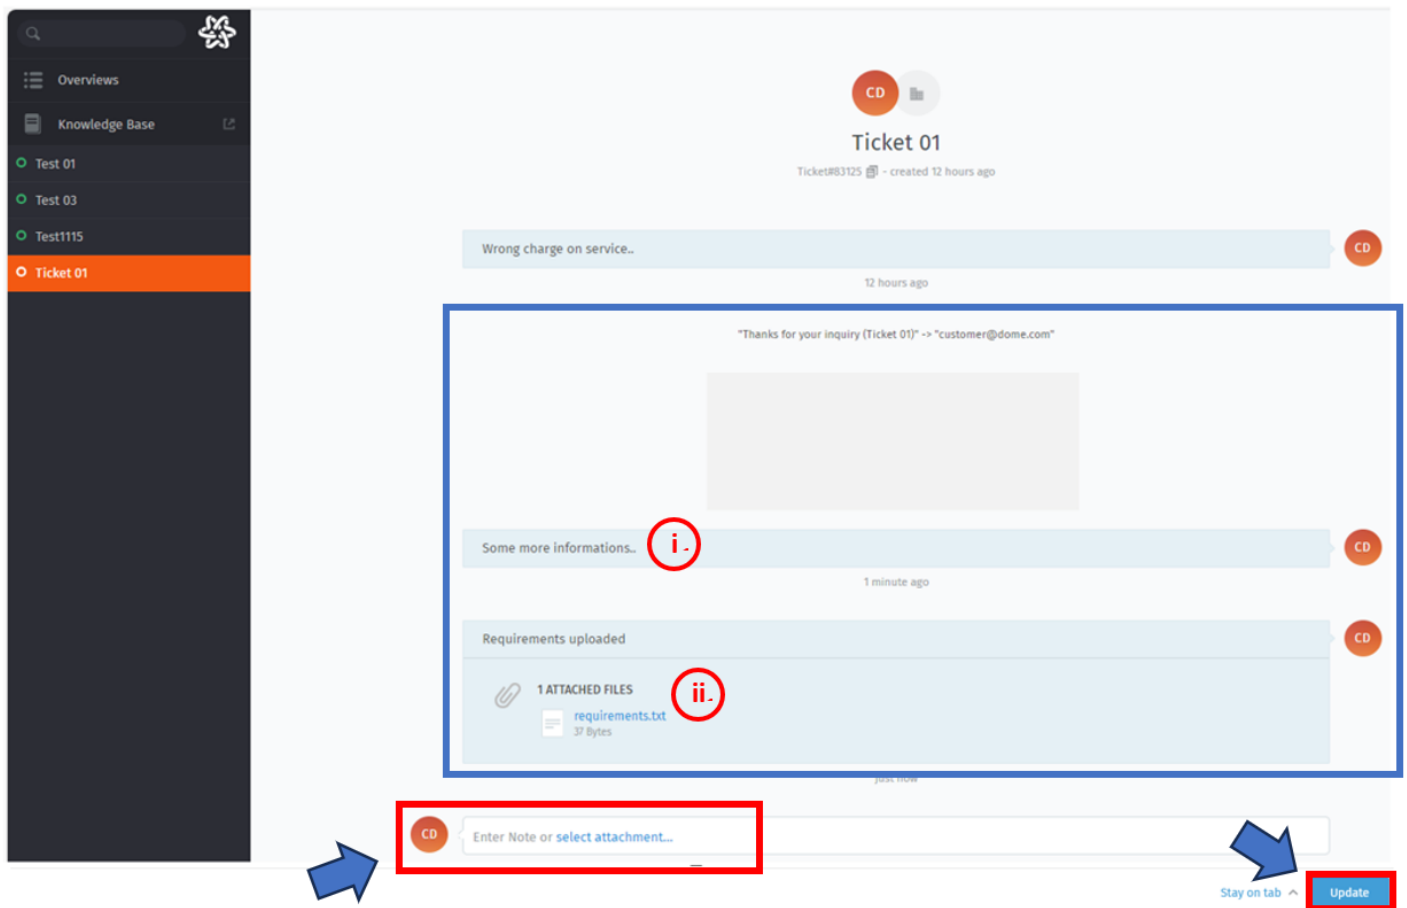 Overviews
Knowledge Base
Test 01
Test 03
Test1115
Ticket 01
CD
Ticket 01
Ticket#83125 - created 12 hours ago
Wrong charge on service..
CD
12 hours ago
"Thanks for your inquiry (Ticket 01)" -> "customer@dome.com"
Some more informations..
i.
CD
1 minute ago
Requirements uploaded
CD
1 ATTACHED FILES
ii.
requirements.txt
37 Bytes
just now
CD
Enter Note or select attachment...
Stay on tab
Update